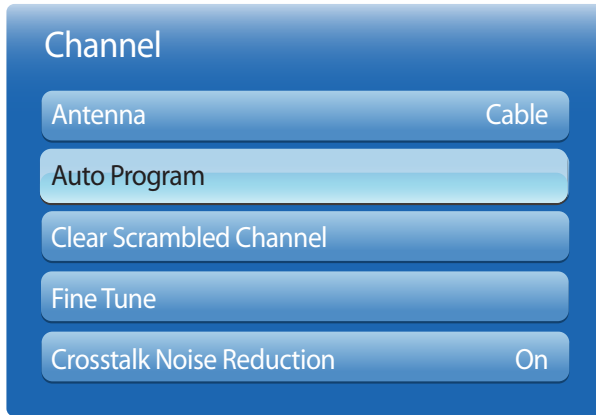 Channel
Antenna Cable
Auto Program
Clear Scrambled Channel
Fine Tune
Crosstalk Noise Reduction On